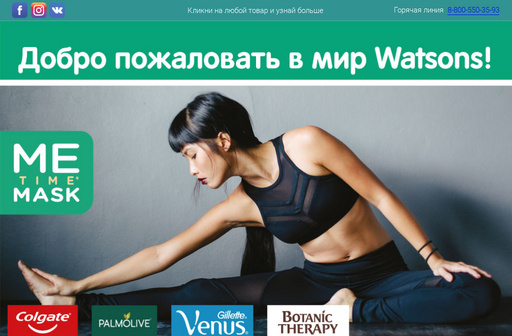 Кликни на любой товар и узнай больше
Горячая линия 8-800-550-35-93
Добро пожаловать в мир Watsons!
ME
TIME®
MASK
Colgate®
PALMOLIVE
Gillette®
Venus
BOTANIC
THERAPY